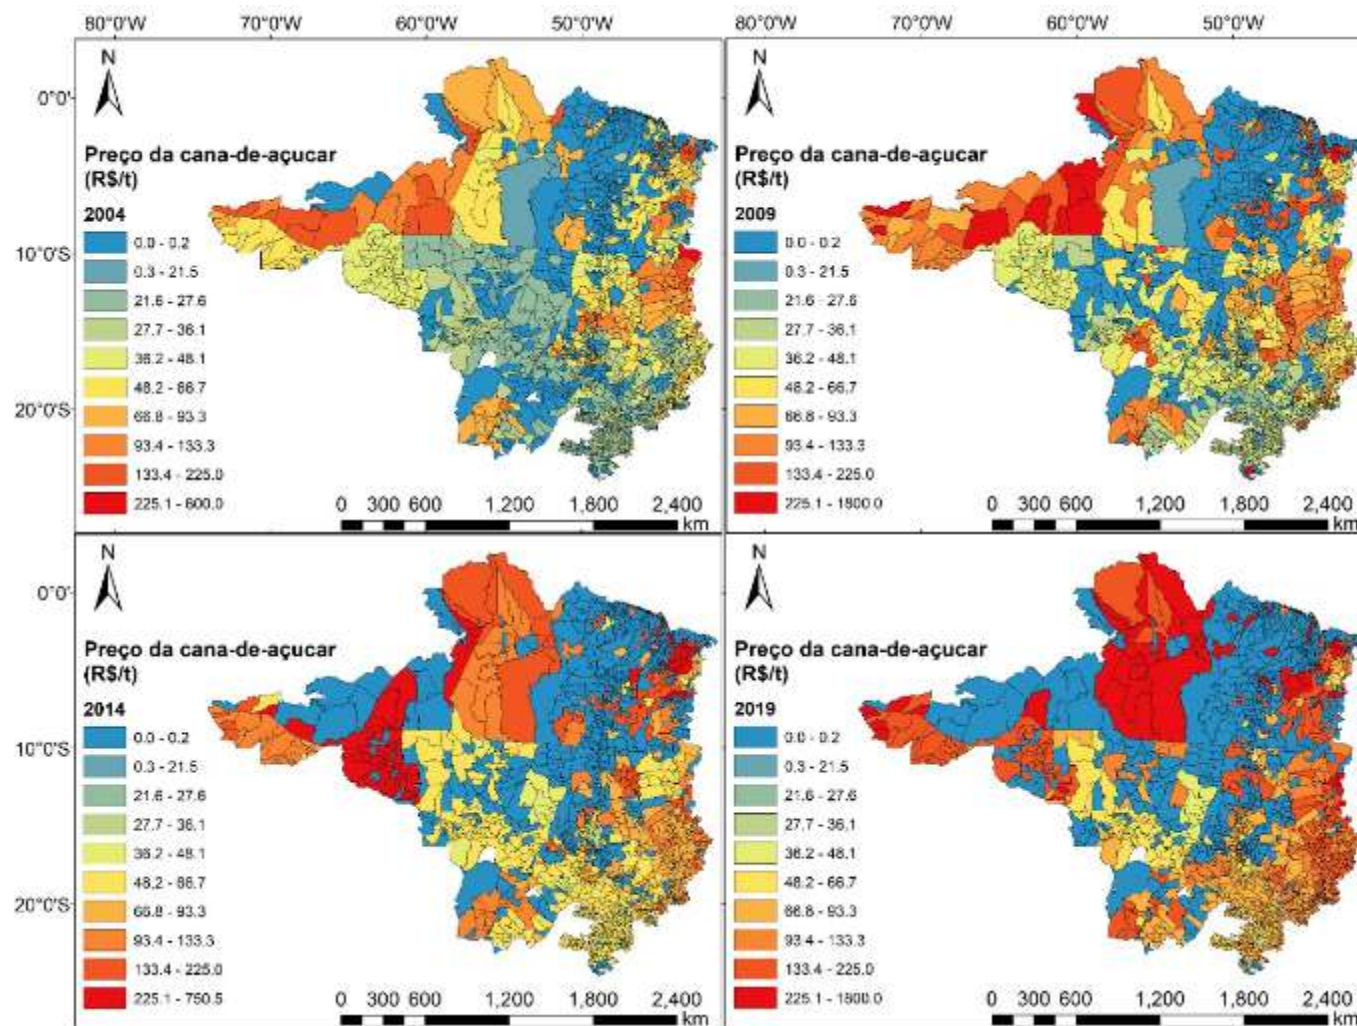 80°0'W 70°0'W 60°0'W 50°0'W 80°0'W 70°0'W 60°0'W 50°0'W
N
0°0'
Preço da cana-de-açucar
(R$/t)
2004
0.0 - 0.2
0.3 - 21.5
10°0'S
21.6 - 27.6
27.7 - 36.1
36.2 - 48.1
48.2 - 66.7
20°0'S
66.8 - 93.3
93.4 - 133.3
133.4 - 225.0
225.1 - 600.0
0 300 600 1,200 1,800 2,400
km
N
Preço da cana-de-açucar
(R$/t)
2009
0.0 - 0.2
0.3 - 21.5
21.6 - 27.6
27.7 - 36.1
36.2 - 48.1
48.2 - 66.7
66.8 - 93.3
93.4 - 133.3
133.4 - 225.0
225.1 - 1800.0
0 300 600 1,200 1,800 2,400
km
N
0°0'
Preço da cana-de-açucar
(R$/t)
2014
0.0 - 0.2
10°0'S
0.3 - 21.5
21.6 - 27.6
27.7 - 36.1
36.2 - 48.1
48.2 - 66.7
20°0'S
66.8 - 93.3
93.4 - 133.3
133.4 - 225.0
225.1 - 750.5
0 300 600 1,200 1,800 2,400
km
N
Preço da cana-de-açucar
(R$/t)
2019
0.0 - 0.2
0.3 - 21.5
21.6 - 27.6
27.7 - 36.1
36.2 - 48.1
48.2 - 66.7
66.8 - 93.3
93.4 - 133.3
133.4 - 225.0
225.1 - 1800.0
0 300 600 1,200 1,800 2,400
km